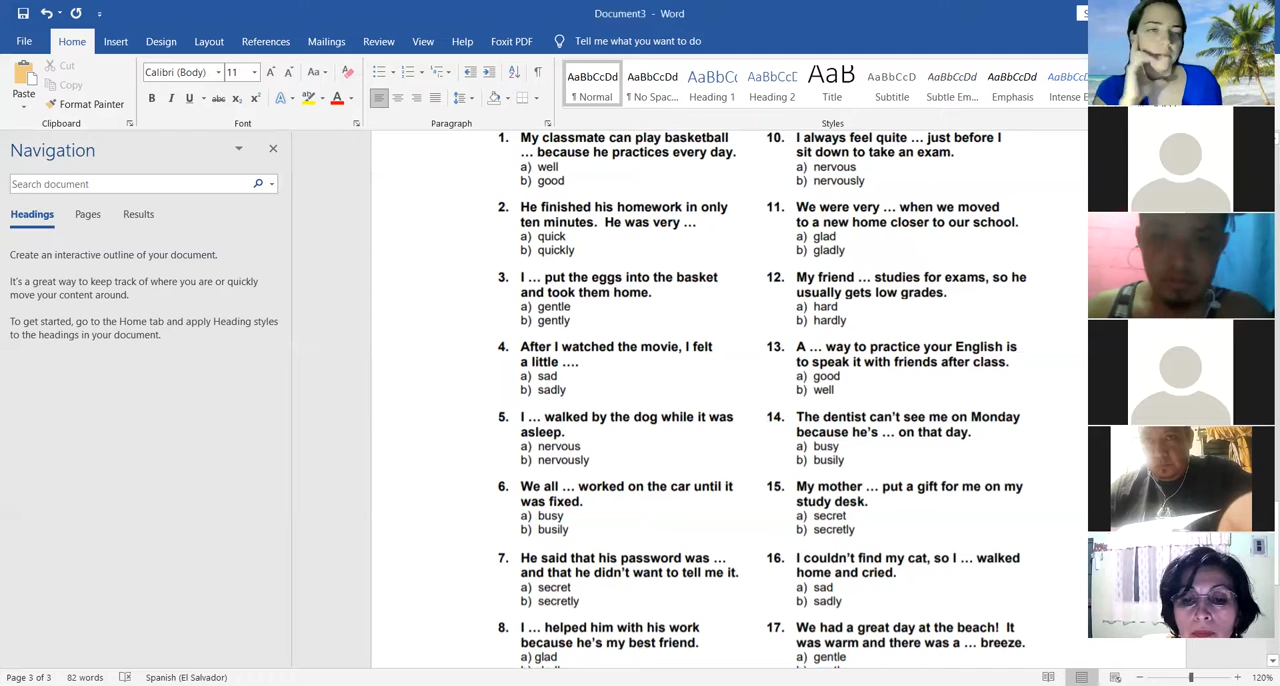 Document3 - Word
File Home Insert Design Layout References Mailings Review View Help Foxit PDF Tell me what you want to do
Paste
Cut
Copy
Format Painter
Clipboard
Calibri (Body) 11
Font
Paragraph
AaBbCcDd
¶ Normal
AaBbCcDd
¶ No Spac...
AaBbCc
Heading 1
AaBbCcD
Heading 2
AaB
Title
AaBbCcD
Subtitle
AaBbCcDd
Subtle Em...
AaBbCcDd
Emphasis
AaBbCcDd
Intense E
Styles
Navigation
Search document
Headings Pages Results
Create an interactive outline of your document.
It's a great way to keep track of where you are or quickly
move your content around.
To get started, go to the Home tab and apply Heading styles
to the headings in your document.
1. My classmate can play basketball
… because he practices every day.
a) well
b) good
2. He finished his homework in only
ten minutes. He was very …
a) quick
b) quickly
3. I … put the eggs into the basket
and took them home.
a) gentle
b) gently
4. After I watched the movie, I felt
a little ….
a) sad
b) sadly
5. I … walked by the dog while it was
asleep.
a) nervous
b) nervously
6. We all … worked on the car until it
was fixed.
a) busy
b) busily
7. He said that his password was …
and that he didn't want to tell me it.
a) secret
b) secretly
8. I … helped him with his work
because he's my best friend.
a) glad
10. I always feel quite … just before I
sit down to take an exam.
a) nervous
b) nervously
11. We were very … when we moved
to a new home closer to our school.
a) glad
b) gladly
12. My friend … studies for exams, so he
usually gets low grades.
a) hard
b) hardly
13. A … way to practice your English is
to speak it with friends after class.
a) good
b) well
14. The dentist can't see me on Monday
because he's … on that day.
a) busy
b) busily
15. My mother … put a gift for me on my
study desk.
a) secret
b) secretly
16. I couldn't find my cat, so I … walked
home and cried.
a) sad
b) sadly
17. We had a great day at the beach! It
was warm and there was a … breeze.
a) gentle
Page 3 of 3 82 words Spanish (El Salvador) 120%